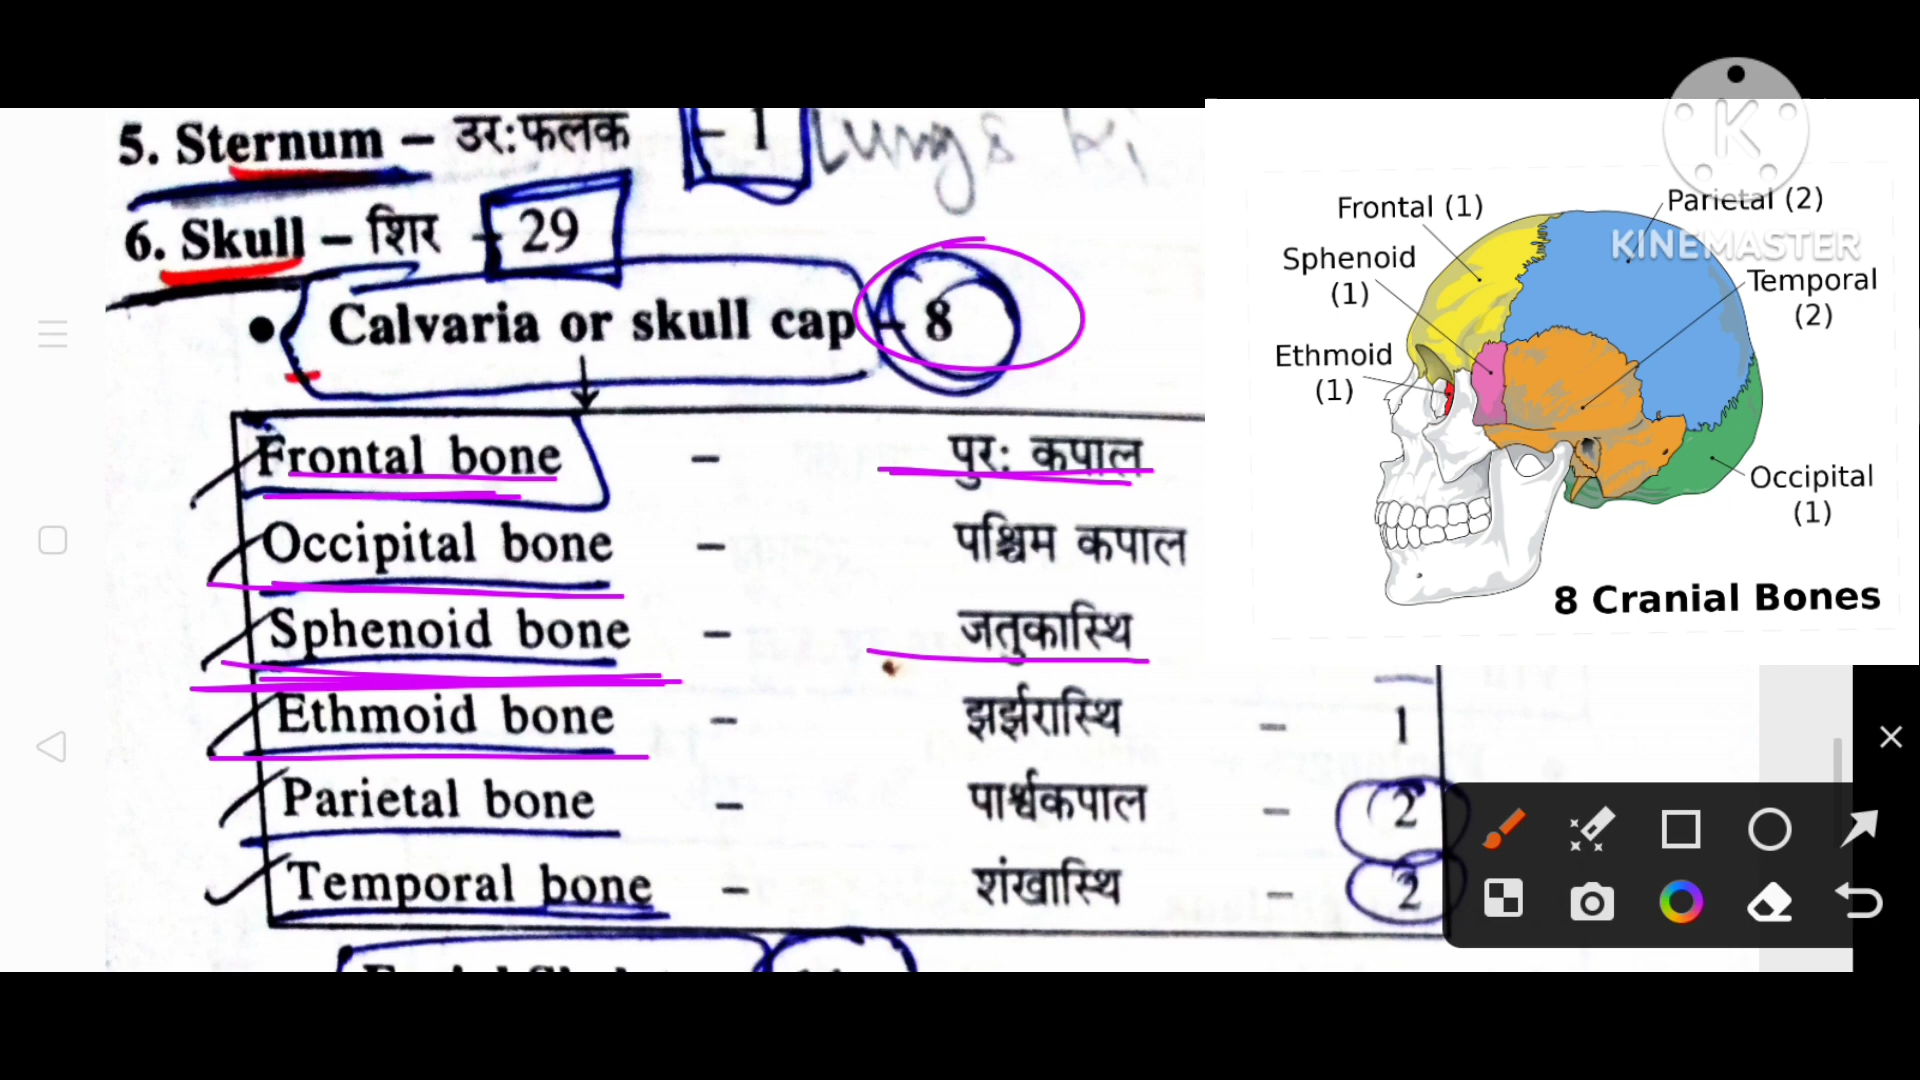 5. Sternum – उर:फलक – 1 Lungs
6. Skull – शिर – 29
• Calvaria or skull cap – 8
Frontal bone – पुर: कपाल
Occipital bone – पश्चिम कपाल
Sphenoid bone – जतुकास्थि
Ethmoid bone – झर्झरास्थि – 1
Parietal bone – पार्श्वकपाल – 2
Temporal bone – शंखास्थि – 2
Frontal (1)
Parietal (2)
KINEMASTER
Sphenoid
(1)
Temporal
(2)
Ethmoid
(1)
Occipital
(1)
8 Cranial Bones